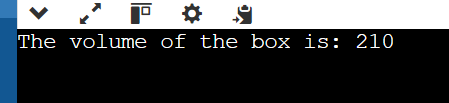 The volume of the box is: 210